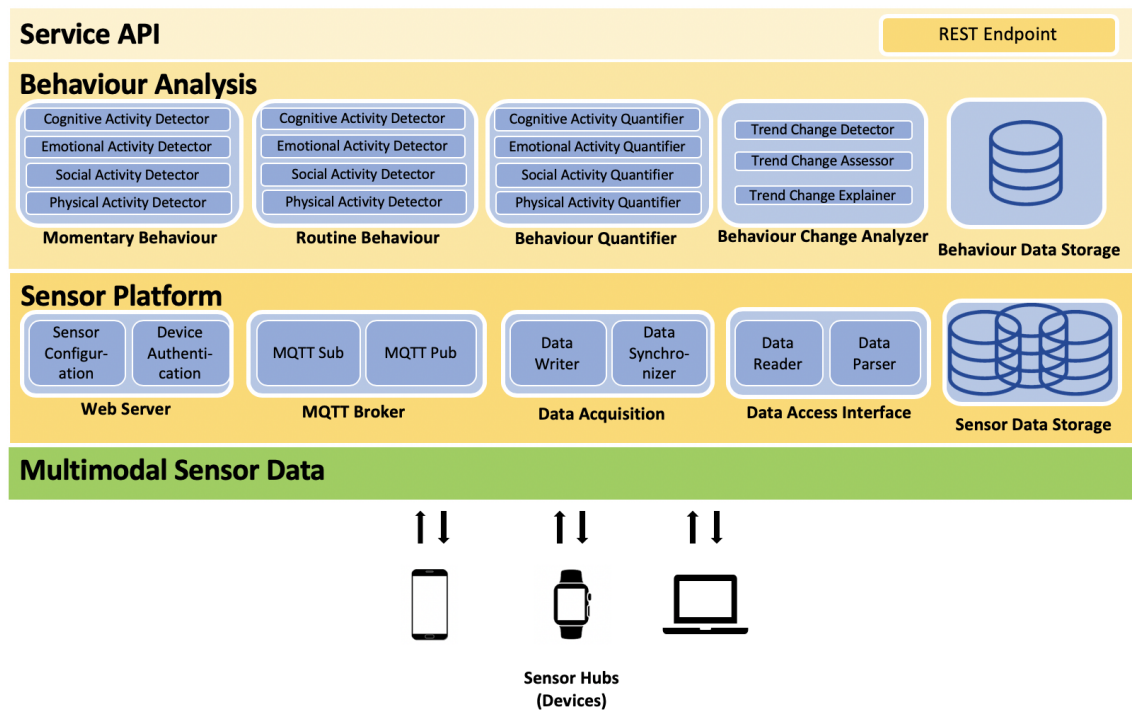 Service API
REST Endpoint
Behaviour Analysis
Cognitive Activity Detector
Emotional Activity Detector
Social Activity Detector
Physical Activity Detector
Momentary Behaviour
Cognitive Activity Detector
Emotional Activity Detector
Social Activity Detector
Physical Activity Detector
Routine Behaviour
Cognitive Activity Quantifier
Emotional Activity Quantifier
Social Activity Quantifier
Physical Activity Quantifier
Behaviour Quantifier
Trend Change Detector
Trend Change Assessor
Trend Change Explainer
Behaviour Change Analyzer
Behaviour Data Storage
Sensor Platform
Sensor
Configur-
ation
Device
Authenti-
cation
Web Server
MQTT Sub
MQTT Pub
MQTT Broker
Data
Writer
Data
Synchro-
nizer
Data Acquisition
Data
Reader
Data
Parser
Data Access Interface
Sensor Data Storage
Multimodal Sensor Data
Sensor Hubs
(Devices)